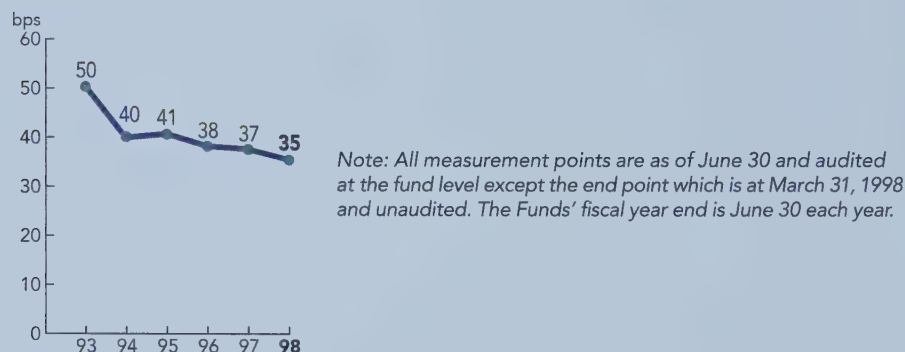 bps
60
50
50
40
41
40
38
37
35
30
Note: All measurement points are as of June 30 and audited
at the fund level except the end point which is at March 31, 1998
and unaudited. The Funds' fiscal year end is June 30 each year.
20
10
0
93 94 95 96 97 98